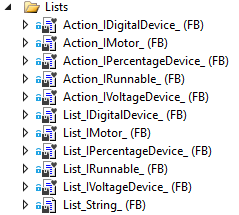 Lists
Action_IDigitalDevice_ (FB)
Action_IMotor_ (FB)
Action_IPercentageDevice_ (FB)
Action_IRunnable_ (FB)
Action_IVoltageDevice_ (FB)
List_IDigitalDevice_ (FB)
List_IMotor_ (FB)
List_IPercentageDevice_ (FB)
List_IRunnable_ (FB)
List_IVoltageDevice_ (FB)
List_String_ (FB)